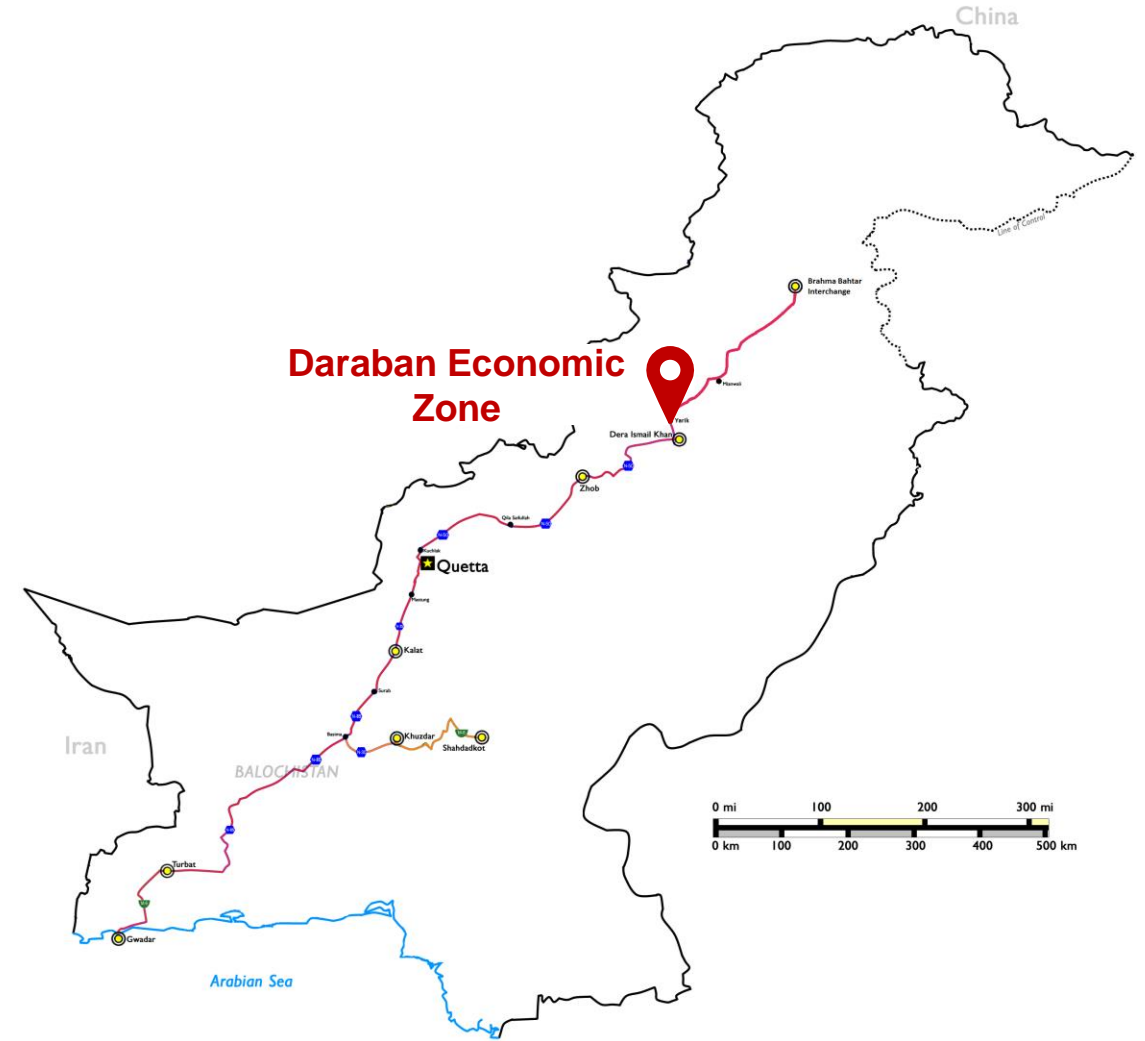 China
Line of Control
Brahma Bahtar
Interchange
Daraban Economic
Zone
Mianwali
Yarik
Dera Ismail Khan
Zhob
Qila Saifullah
Kuchlak
Quetta
Mastung
Kalat
Surab
Iran
Basima
Khuzdar
Shahdadkot
BALOCHISTAN
0 mi 100 200 300 mi
0 km 100 200 300 400 500 km
Turbat
Gwadar
Arabian Sea